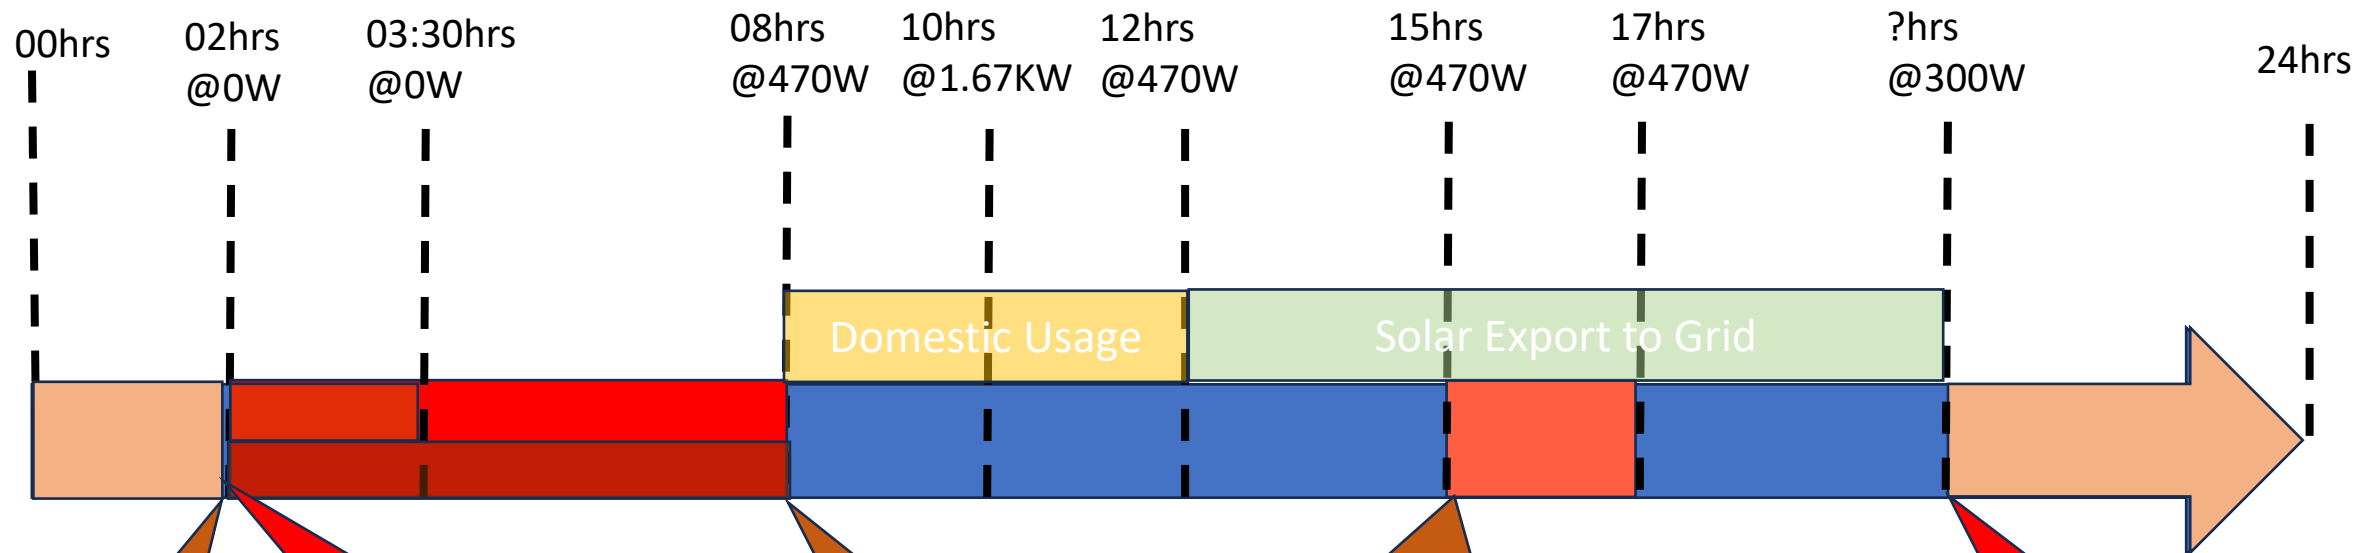 00hrs
02hrs
@0W
03:30hrs
@0W
08hrs
@470W
10hrs
@1.67KW
12hrs
@470W
15hrs
@470W
17hrs
@470W
?hrs
@300W
24hrs
Domestic Usage
Solar Export to Grid